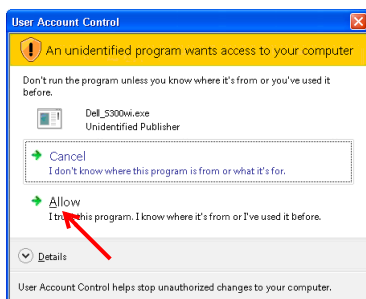 User Account Control
An unidentified program wants access to your computer
Don't run the program unless you know where it's from or you've used it
before.
Dell_5300wi.exe
Unidentified Publisher
Cancel
I don't know where this program is from or what it's for.
Allow
I trust this program. I know where it's from or I've used it before.
Details
User Account Control helps stop unauthorized changes to your computer.